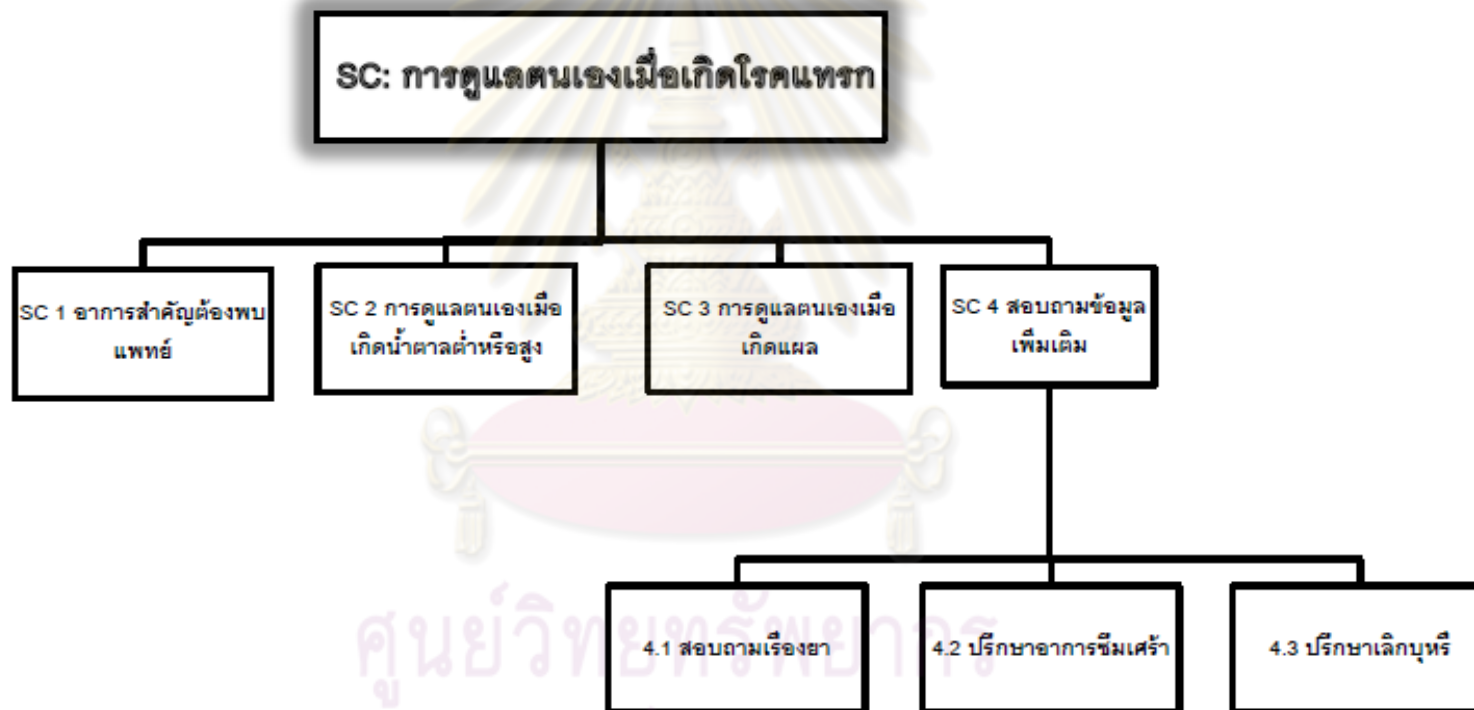 SC: การดูแลตนเองเมื่อเกิดโรคแทรก
SC 1 อาการสำคัญต้องพบ
แพทย์
SC 2 การดูแลตนเองเมื่อ
เกิดน้ำตาลต่ำหรือสูง
SC 3 การดูแลตนเองเมื่อ
เกิดแผล
SC 4 สอบถามข้อมูล
เพิ่มเติม
4.1 สอบถามเรื่องยา
4.2 ปรึกษาอาการซึมเศร้า
4.3 ปรึกษาเลิกบุหรี่
ศูนย์วิทยทรัพยากร